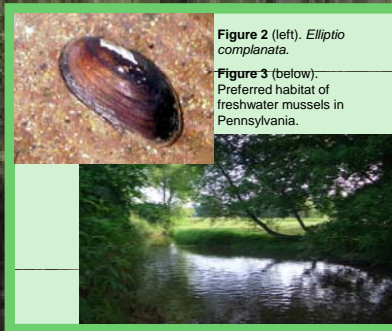 Figure 2 (left). Elliptio
complanata.
Figure 3 (below).
Preferred habitat of
freshwater mussels in
Pennsylvania.